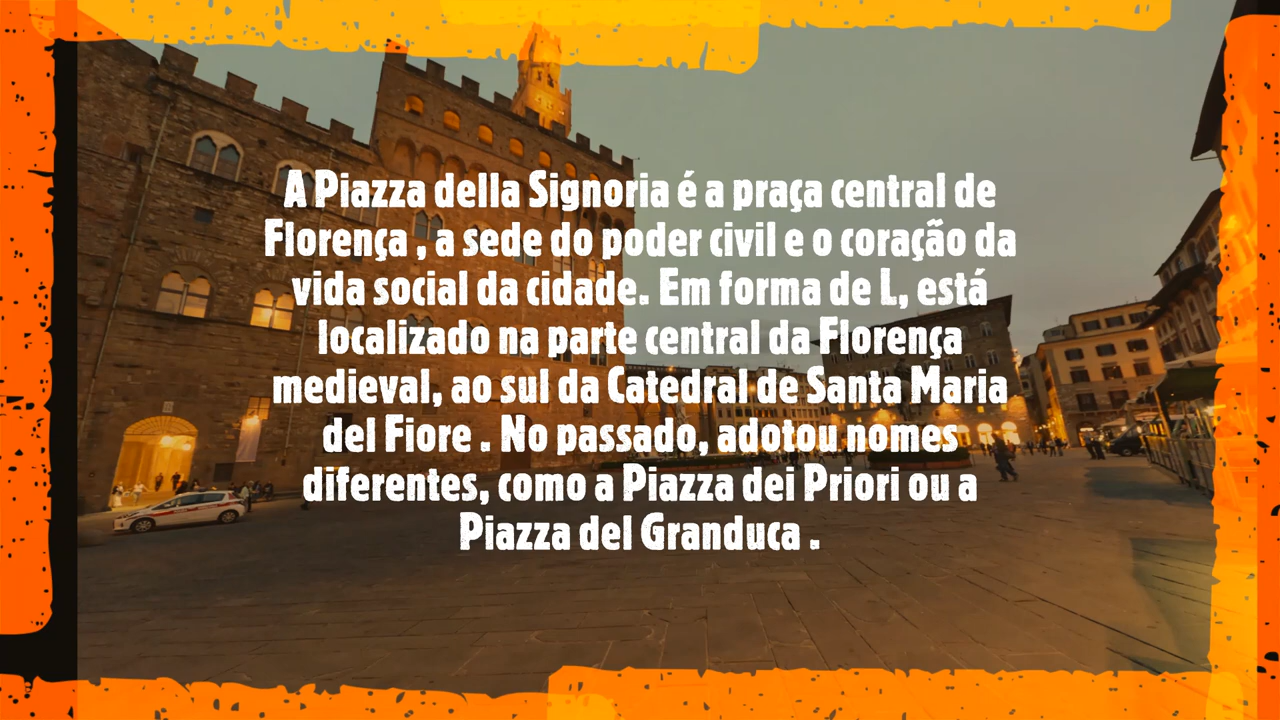 A Piazza della Signoria é a praça central de
Florença , a sede do poder civil e o coração da
vida social da cidade. Em forma de L, está
localizado na parte central da Florença
medieval, ao sul da Catedral de Santa Maria
del Fiore . No passado, adotou nomes
diferentes, como a Piazza dei Priori ou a
Piazza del Granduca .